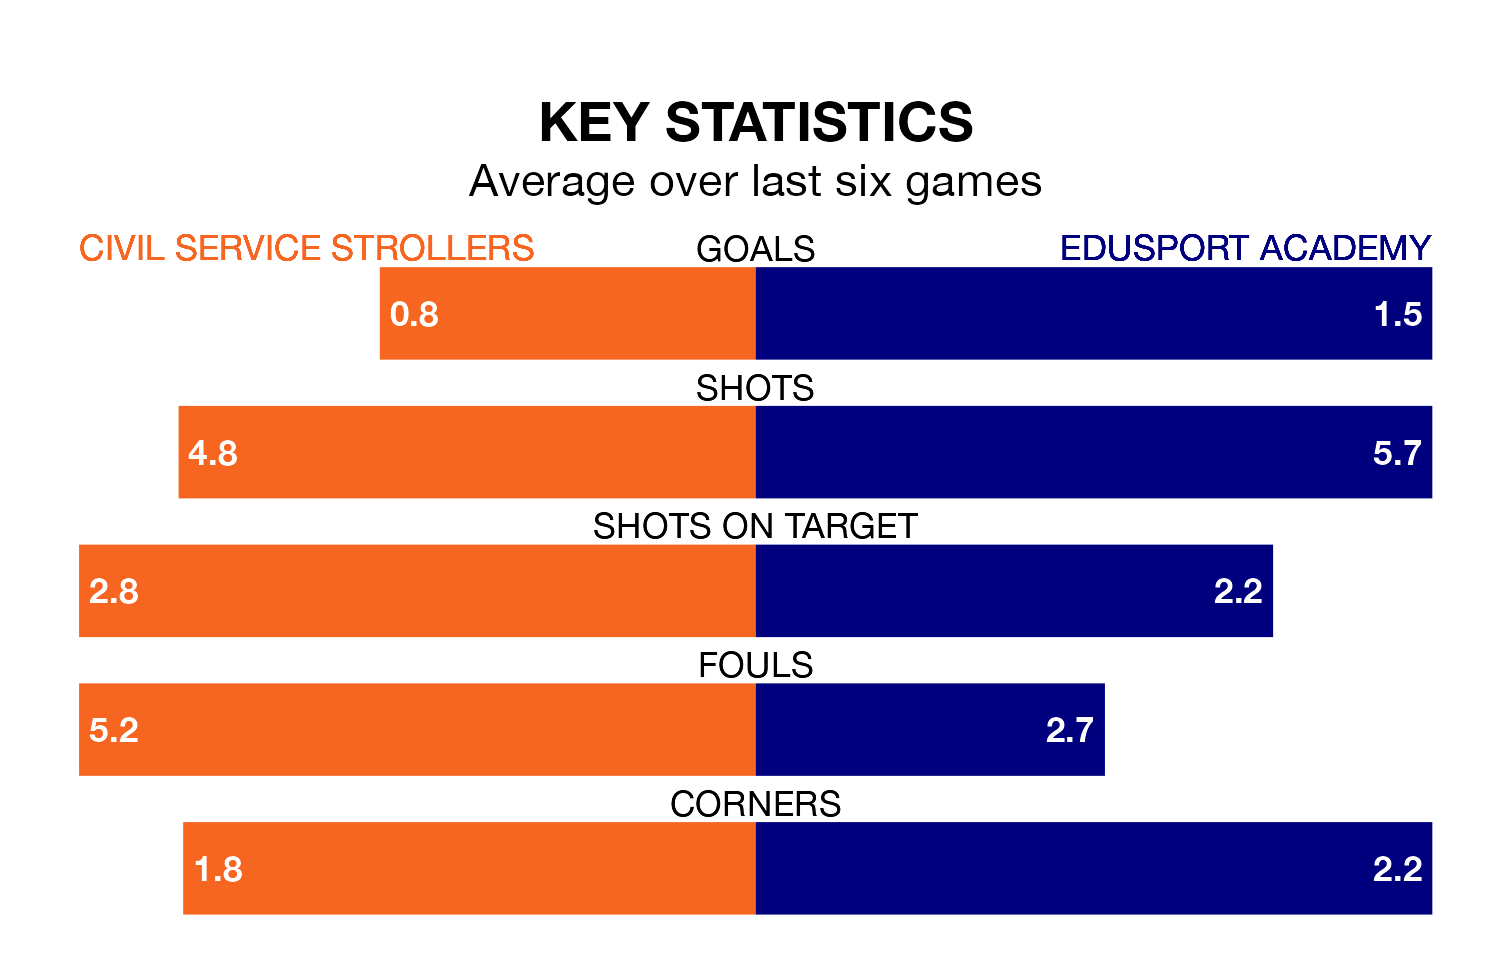 KEY STATISTICS
Average over last six games
CIVIL SERVICE STROLLERS GOALS EDUSPORT ACADEMY
0.8 1.5
SHOTS
4.8 5.7
SHOTS ON TARGET
2.8 2.2
FOULS
5.2 2.7
CORNERS
1.8 2.2